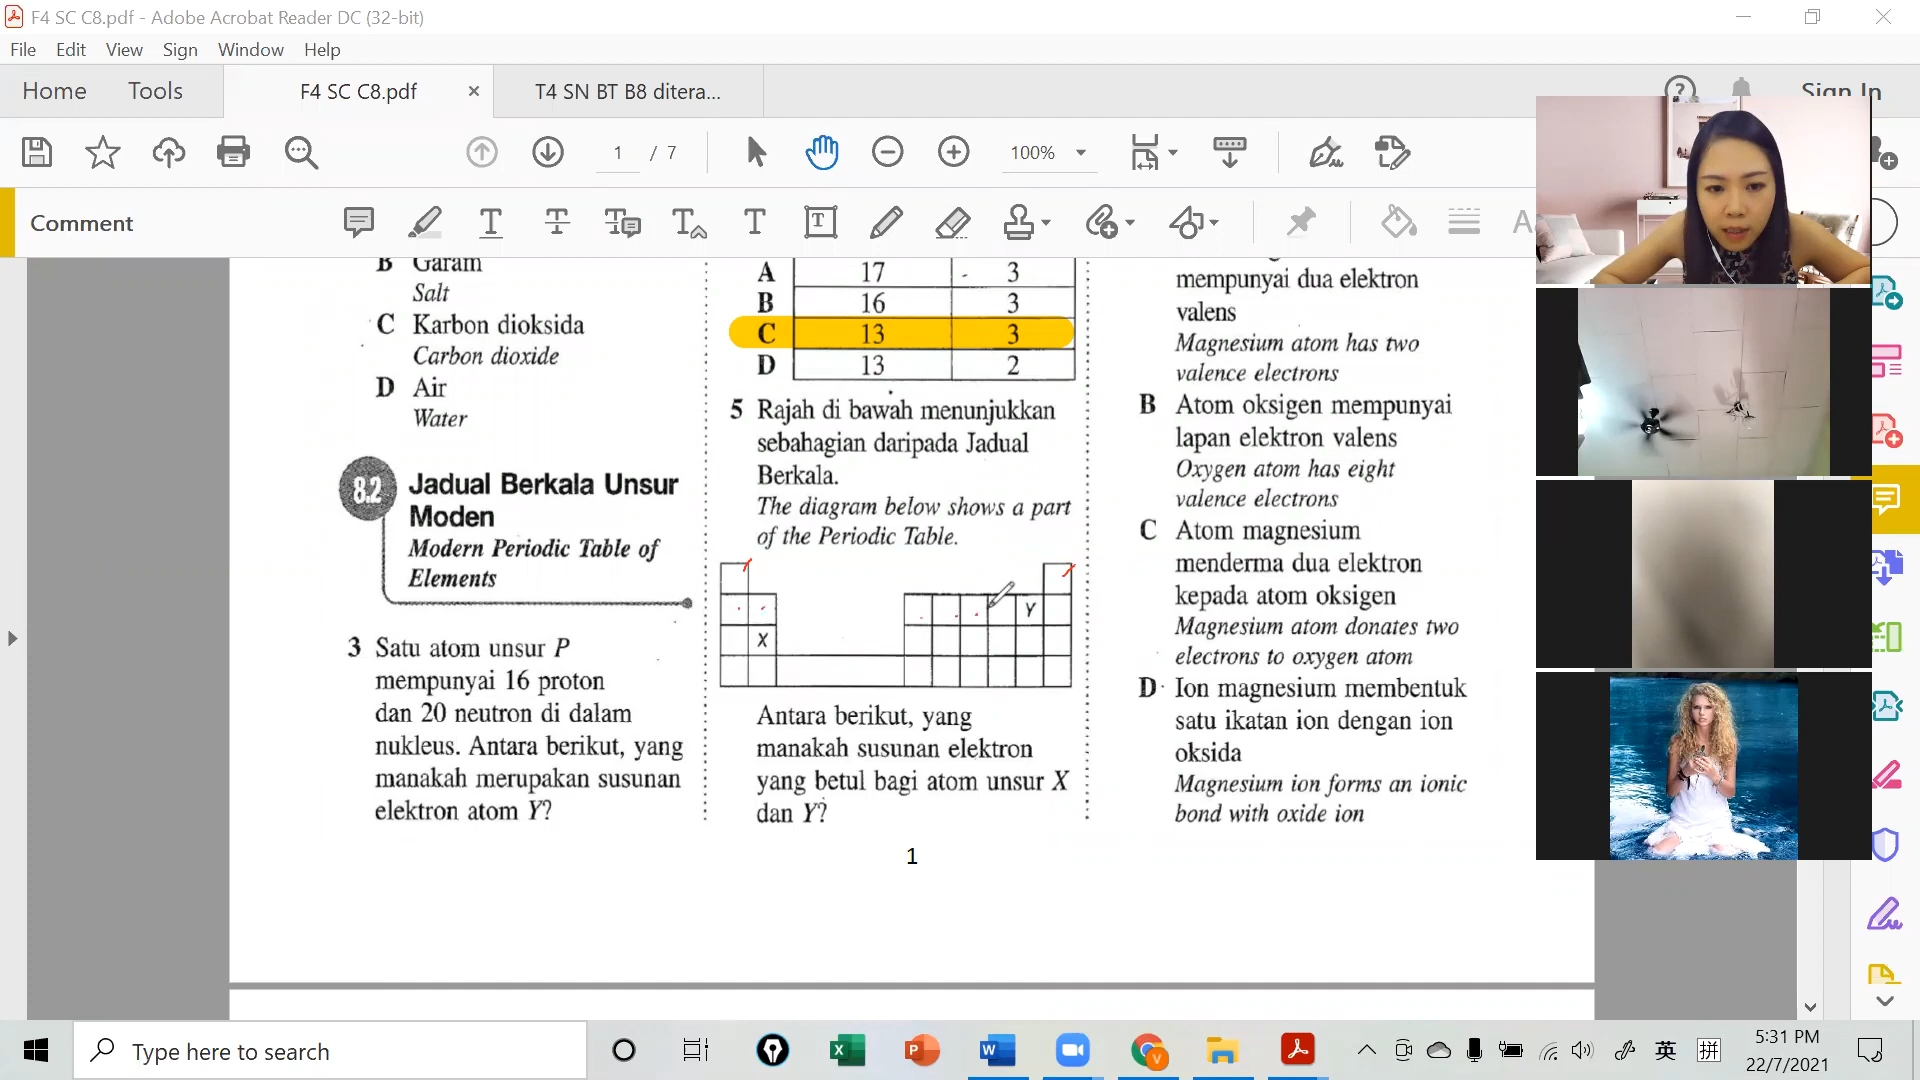 F4 SC C8.pdf - Adobe Acrobat Reader DC (32-bit)
File Edit View Sign Window Help
Home Tools F4 SC C8.pdf × T4 SN BT B8 ditera... Sign In
1 / 7 100%
Comment
B Garam
Salt
C Karbon dioksida
Carbon dioxide
D Air
Water
8.2 Jadual Berkala Unsur
Moden
Modern Periodic Table of
Elements
3 Satu atom unsur P
mempunyai 16 proton
dan 20 neutron di dalam
nukleus. Antara berikut, yang
manakah merupakan susunan
elektron atom Y?
A 17 3
B 16 3
C 13 3
D 13 2
5 Rajah di bawah menunjukkan
sebahagian daripada Jadual
Berkala.
The diagram below shows a part
of the Periodic Table.
Y
X
Antara berikut, yang
manakah susunan elektron
yang betul bagi atom unsur X
dan Y?
mempunyai dua elektron
valens
Magnesium atom has two
valence electrons
B Atom oksigen mempunyai
lapan elektron valens
Oxygen atom has eight
valence electrons
C Atom magnesium
menderma dua elektron
kepada atom oksigen
Magnesium atom donates two
electrons to oxygen atom
D Ion magnesium membentuk
satu ikatan ion dengan ion
oksida
Magnesium ion forms an ionic
bond with oxide ion
1
Type here to search
英 拼
5:31 PM
22/7/2021